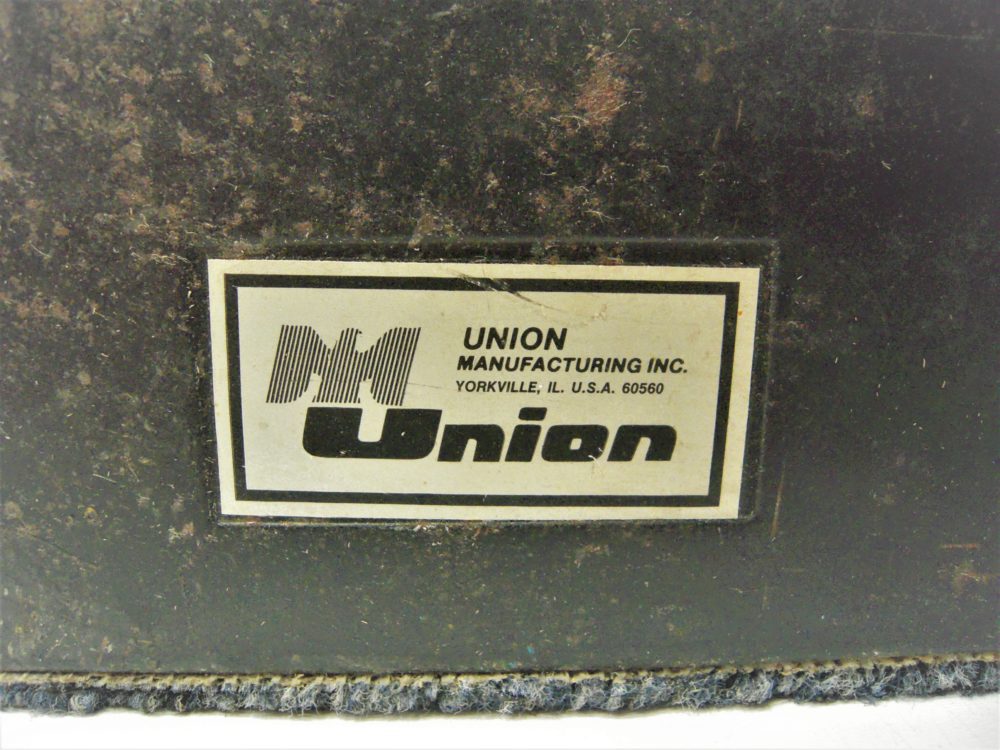 UNION
MANUFACTURING INC.
YORKVILLE, IL. U.S.A. 60560
Union